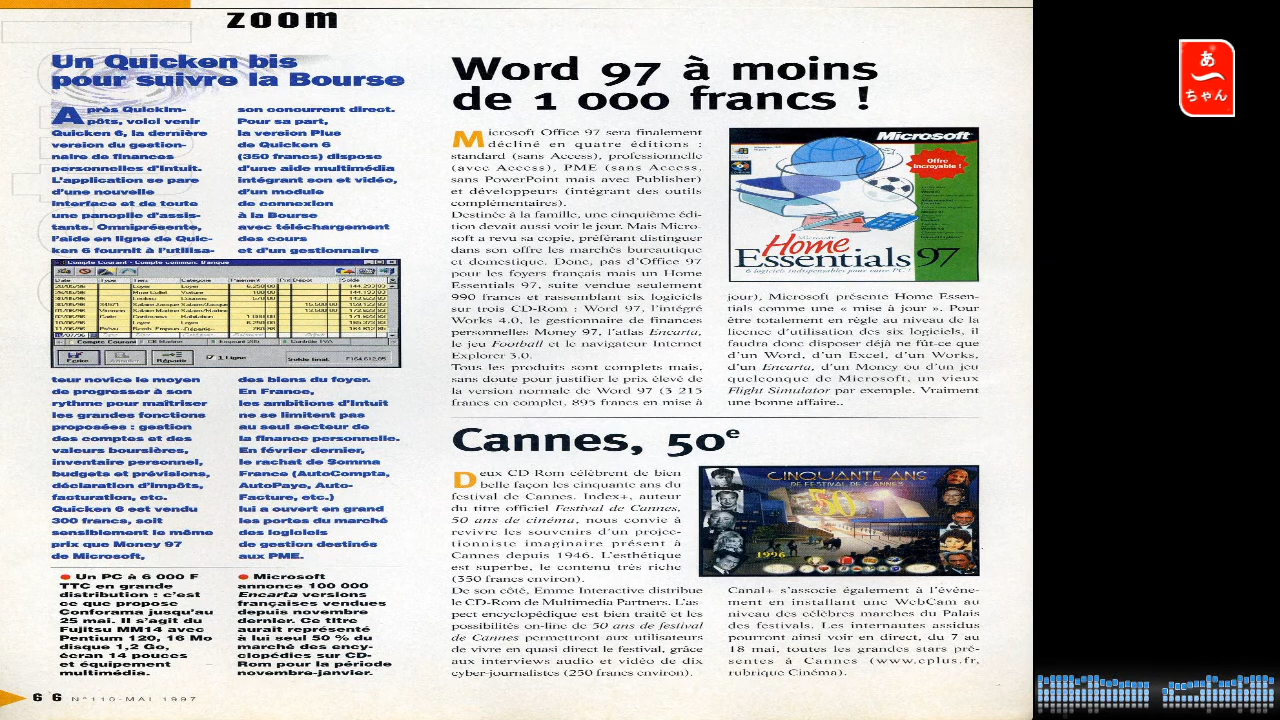 zoom
Un Quicken bis
pour suivre la Bourse
Après Quickim-
pôts, voici venir
Quicken 6, la dernière
version du gestion-
naire de finances
personnelles d'Intuit.
L'application se pare
d'une nouvelle
interface et de toute
une panoplie d'assis-
tants. Omniprésente,
l'aide en ligne de Quic-
ken 6 fournit à l'utilisa-
teur novice le moyen
de progresser à son
rythme pour maîtriser
les grandes fonctions
proposées : gestion
des comptes et des
valeurs boursières,
inventaire personnel,
budgets et prévisions,
déclaration d'impôts,
facturation, etc.
Quicken 6 est vendu
300 francs, soit
sensiblement le même
prix que Money 97
de Microsoft,
son concurrent direct.
Pour sa part,
la version Plus
de Quicken 6
(350 francs) dispose
d'une aide multimédia
intégrant son et vidéo,
d'un module
de connexion
à la Bourse
avec téléchargement
des cours
et d'un gestionnaire
des biens du foyer.
En France,
les ambitions d'Intuit
ne se limitent pas
au seul secteur de
la finance personnelle.
En février dernier,
le rachat de Somma
France (AutoCompta,
AutoPaye, Auto-
Facture, etc.)
lui a ouvert en grand
les portes du marché
des logiciels
de gestion destinés
aux PME.
● Un PC à 6 000 F
TTC en grande
distribution : c'est
ce que propose
Conforama jusqu'au
25 mai. Il s'agit du
Fujitsu MM14 avec
Pentium 120, 16 Mo
disque 1,2 Go,
écran 14 pouces
et équipement
multimédia.
● Microsoft
annonce 100 000
Encarta versions
françaises vendues
depuis novembre
dernier. Ce titre
aurait représenté
à lui seul 50 % du
marché des ency-
clopédies sur CD-
Rom pour la période
novembre-janvier.
Word 97 à moins
de 1 000 francs !
Microsoft Office 97 sera finalement
décliné en quatre éditions :
standard (sans Access), professionnelle
(avec Access), PME (sans Access,
sans PowerPoint mais avec Publisher)
et développeur (intégrant des outils
complémentaires).
Destinée à la famille, une cinquième édi-
tion devait aussi voir le jour. Mais Micro-
soft a revu sa copie, préférant distinguer
dans son offre marchés bureautique
et domestique. Donc, pas d'Office 97
pour les foyers français mais un Home
Essentials 97, suite vendue seulement
990 francs et rassemblant six logiciels
sur trois CD-Rom : Word 97, l'intégré
Works 4.0, le gestionnaire de finances
personnelles Money 97, l'atlas Encarta,
le jeu Football et le navigateur Internet
Explorer 3.0.
Tous les produits sont complets mais,
sans doute pour justifier le prix élevé de
la version normale de Word 97 (3 215
francs en complet, 895 francs en mise à
Microsoft
Offre
Incroyable !
Microsoft
Home
Essentials 97
6 logiciels indispensables pour votre PC !
jour), Microsoft présente Home Essen-
tials comme une « mise à jour ». Pour
être totalement en règle au niveau de la
licence d'utilisation des six logiciels, il
faudra donc disposer déjà ne fût-ce que
d'un Word, d'un Excel, d'un Works,
d'un Encarta, d'un Money ou d'un jeu
quelconque de Microsoft, un vieux
Flight Simulator par exemple. Vraiment
une bonne affaire...
Cannes, 50e
Deux CD-Rom célèbrent de bien
belle façon les cinquante ans du
festival de Cannes. Index+, auteur
du titre officiel Festival de Cannes,
50 ans de cinéma, nous convie à
revivre les souvenirs d'un projec-
tionniste imaginaire présent à
Cannes depuis 1946. L'esthétique
est superbe, le contenu très riche
(350 francs environ).
De son côté, Emme Interactive distribue
le CD-Rom de Multimedia Partners. L'as-
pect encyclopédique est bien traité et les
possibilités on-line de 50 ans de festival
de Cannes permettront aux utilisateurs
de vivre en quasi direct le festival, grâce
aux interviews audio et vidéo de dix
cyber-journalistes (250 francs environ).
CINQUANTE ANS
DE FESTIVAL DE CANNES
1996
Canal+ s'associe également à l'événe-
ment en installant une WebCam au
niveau des célèbres marches du Palais
des festivals. Les internautes assidus
pourront y voir en direct, du 7 au
18 mai, toutes les grandes stars pré-
sentes à Cannes (www.cplus.fr,
rubrique Cinéma).
66 N°110-MAI 1997
あーちゃん